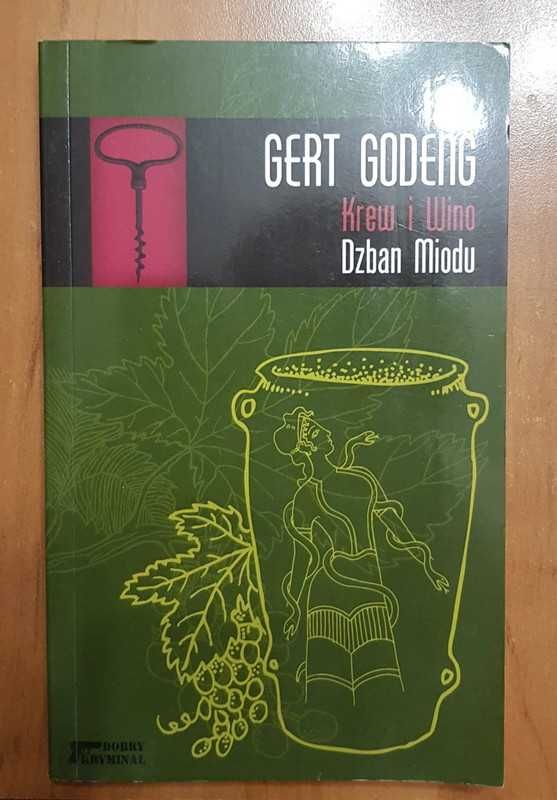 GERT GODENG
Krew i Wino
Dzban Miodu
DOBRY
KRYMINAŁ